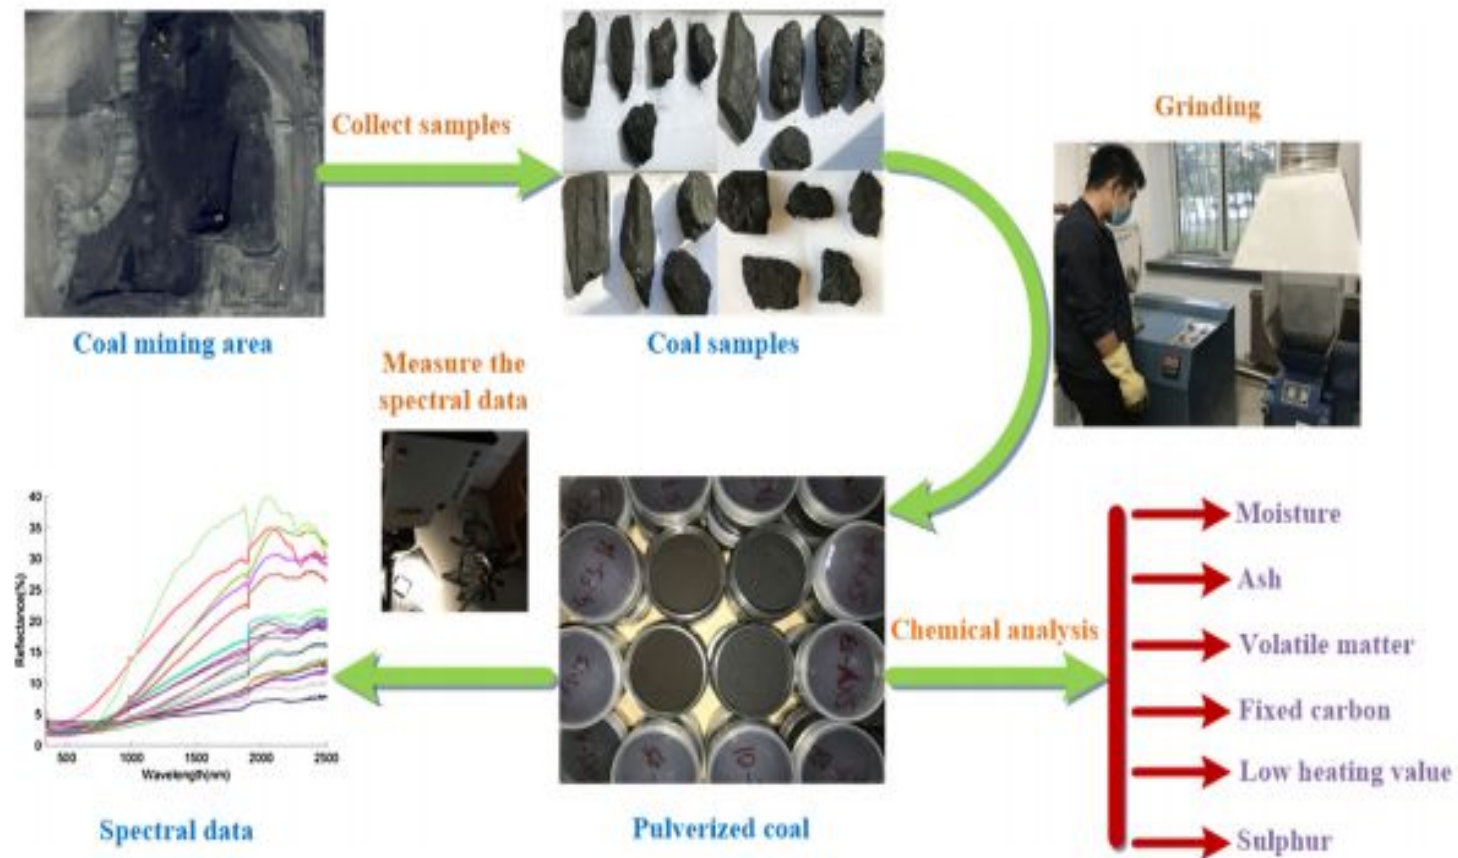 Collect samples
Grinding
Coal mining area
Coal samples
Measure the
spectral data
40
35
30
25
20
15
10
5
0
Reflectance(%)
500
1000
1500
2000
2500
Wavelength(nm)
Spectral data
Pulverized coal
Chemical analysis
Moisture
Ash
Volatile matter
Fixed carbon
Low heating value
Sulphur